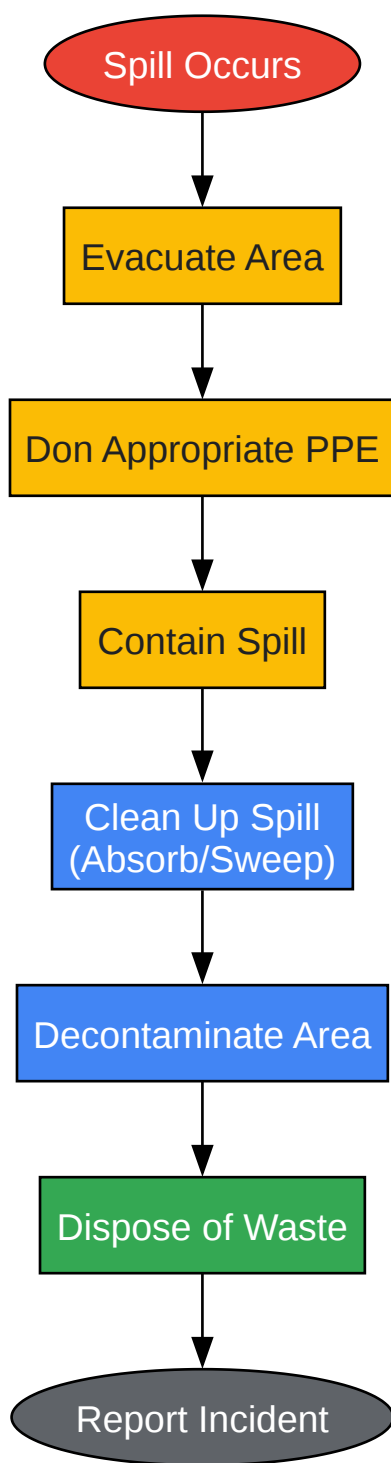 Spill Occurs
Evacuate Area
Don Appropriate PPE
Contain Spill
Clean Up Spill
(Absorb/Sweep)
Decontaminate Area
Dispose of Waste
Report Incident